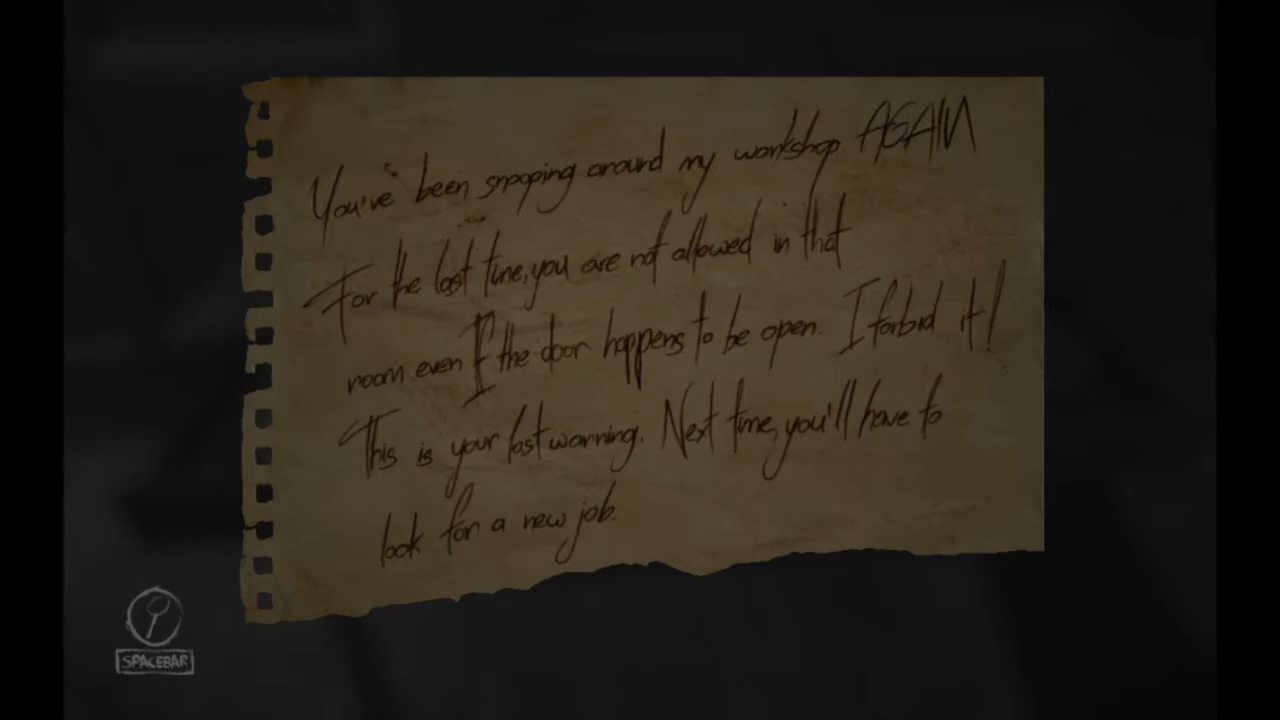 You've been snooping around my workshop AGAIN
For the last time, you are not allowed in that
room even If the door happens to be open. I forbid it!
This is your last warning. Next time, you'll have to
look for a new job.
SPACEBAR